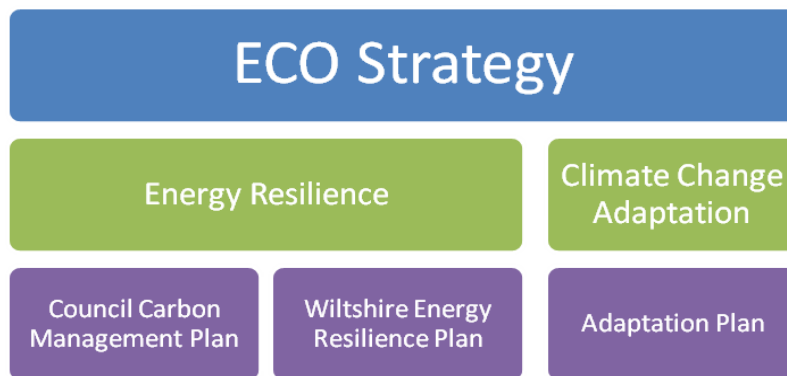 ECO Strategy
Energy Resilience
Climate Change
Adaptation
Council Carbon
Management Plan
Wiltshire Energy
Resilience Plan
Adaptation Plan